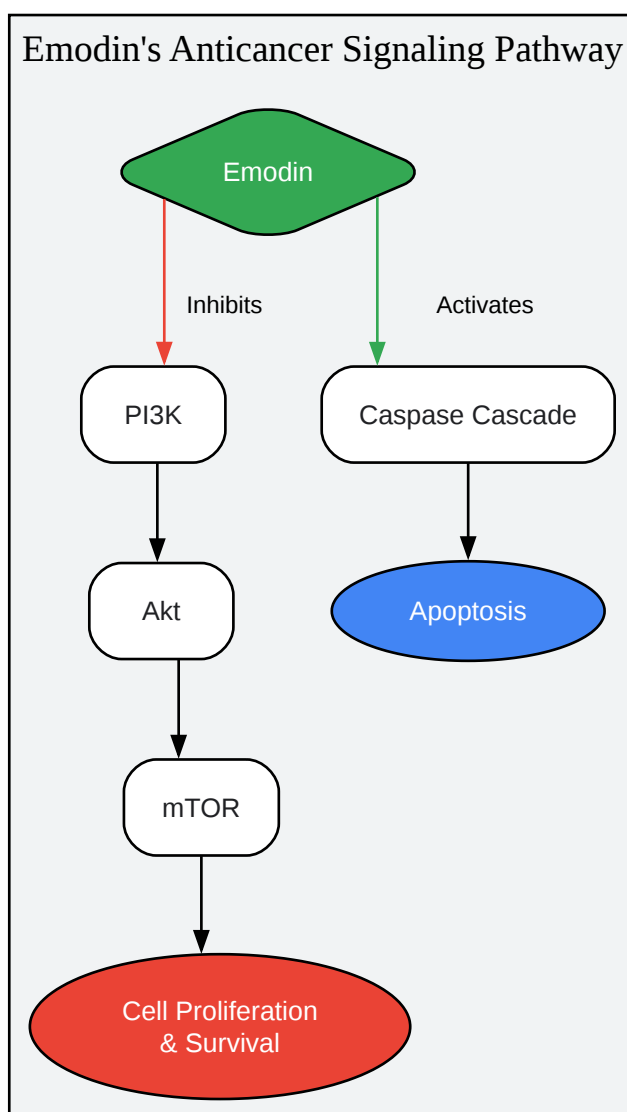 Emodin's Anticancer Signaling Pathway
Emodin
Inhibits
Activates
PI3K
Caspase Cascade
Akt
Apoptosis
mTOR
Cell Proliferation
& Survival